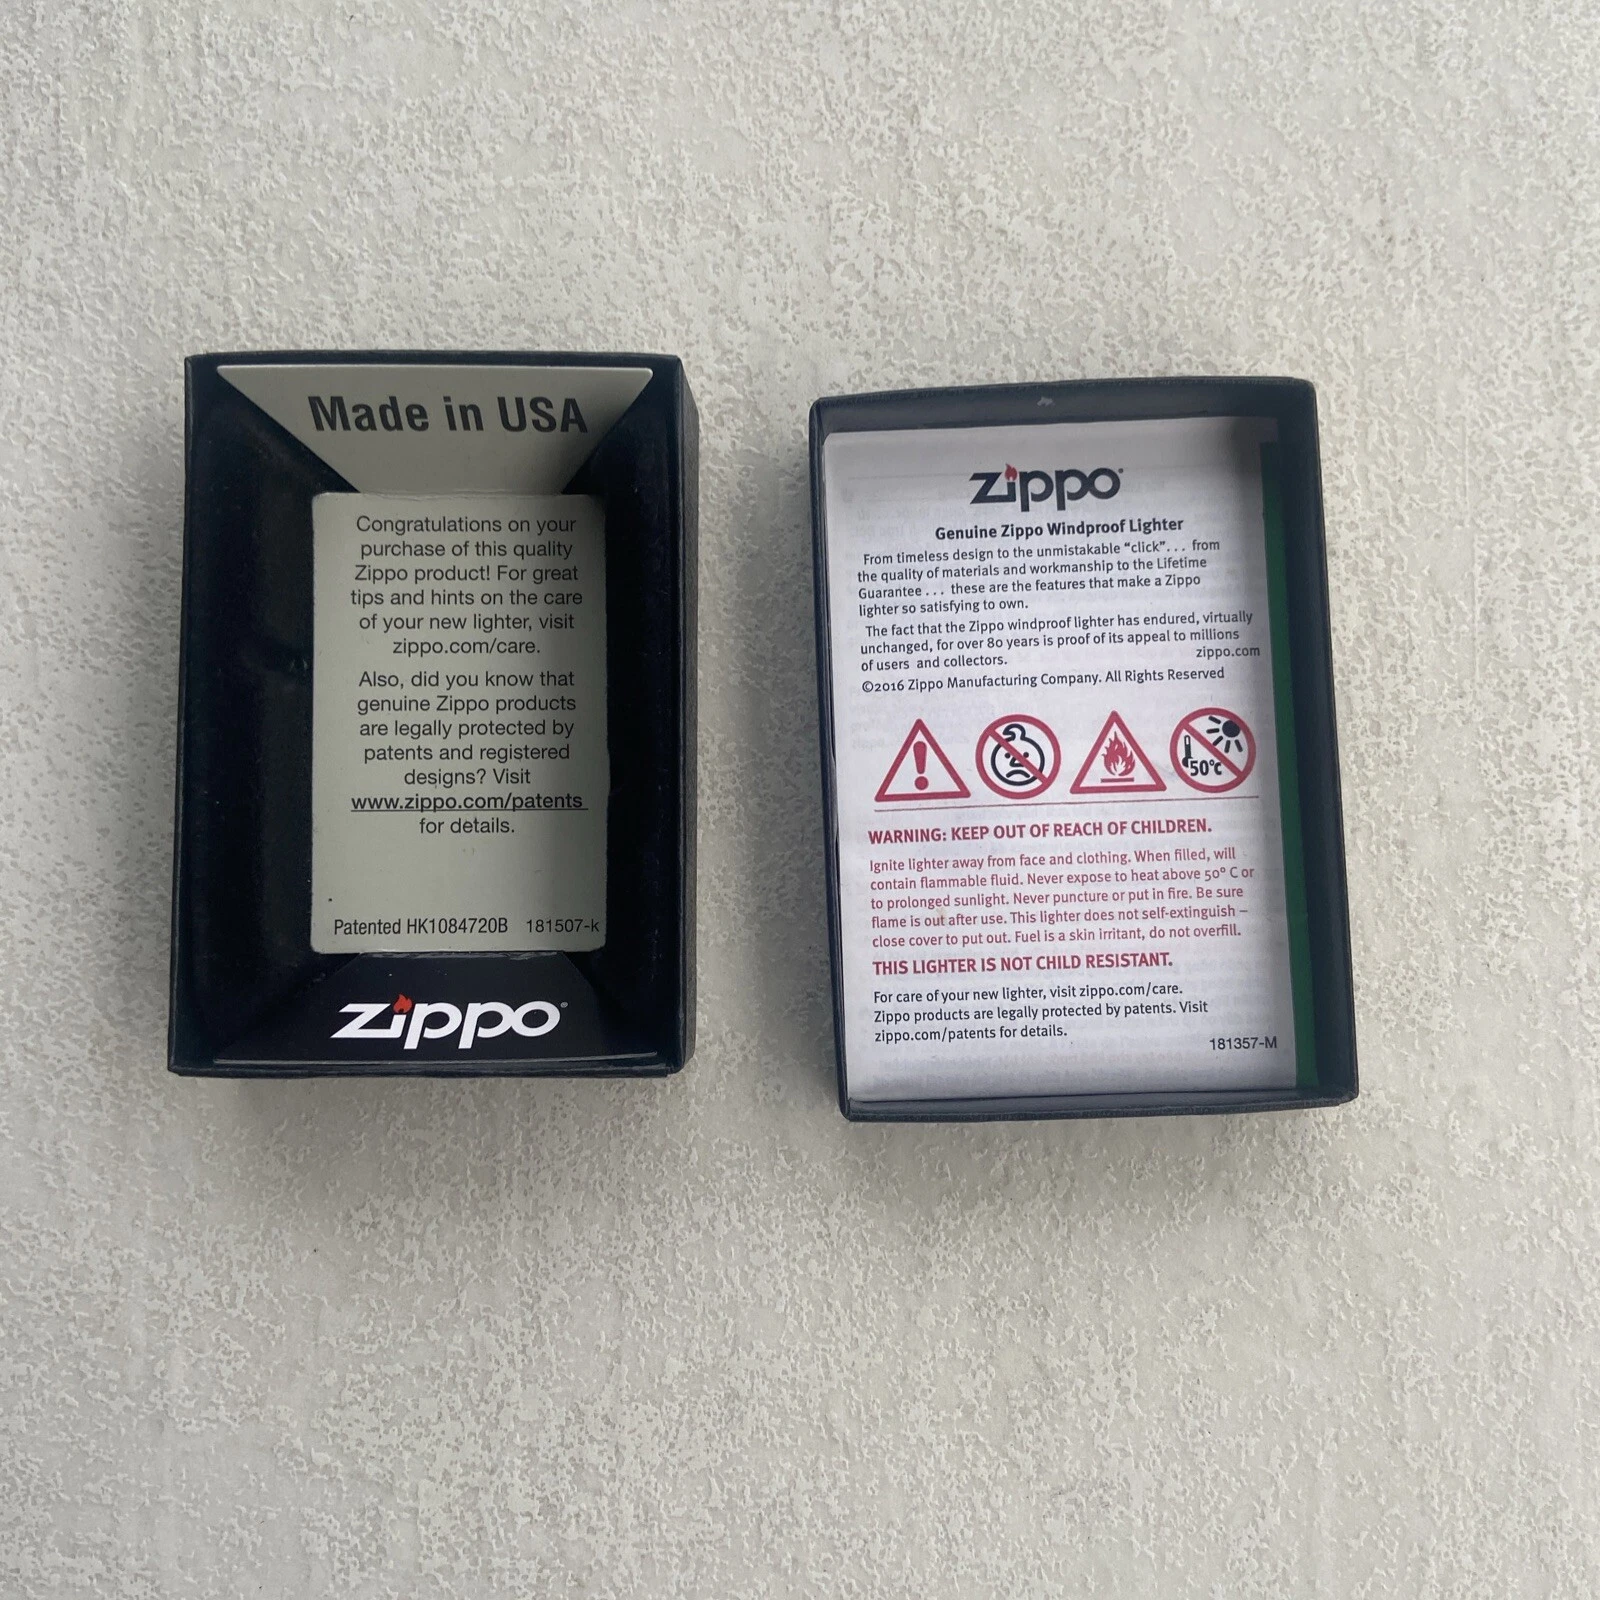 Made in USA
Congratulations on your
purchase of this quality
Zippo product! For great
tips and hints on the care
of your new lighter, visit
zippo.com/care.
Also, did you know that
genuine Zippo products
are legally protected by
patents and registered
designs? Visit
www.zippo.com/patents
for details.
Patented HK1084720B 181507-k
zippo®
zippo
Genuine Zippo Windproof Lighter
From timeless design to the unmistakable “click”. . . from
the quality of materials and workmanship to the Lifetime
Guarantee . . . these are the features that make a Zippo
lighter so satisfying to own.
The fact that the Zippo windproof lighter has endured, virtually
unchanged, for over 80 years is proof of its appeal to millions
of users and collectors.
zippo.com
©2016 Zippo Manufacturing Company. All Rights Reserved
50°C
WARNING: KEEP OUT OF REACH OF CHILDREN.
Ignite lighter away from face and clothing. When filled, will
contain flammable fluid. Never expose to heat above 50° C or
to prolonged sunlight. Never puncture or put in fire. Be sure
flame is out after use. This lighter does not self-extinguish –
close cover to put out. Fuel is a skin irritant, do not overfill.
THIS LIGHTER IS NOT CHILD RESISTANT.
For care of your new lighter, visit zippo.com/care.
Zippo products are legally protected by patents. Visit
zippo.com/patents for details.
181357-M